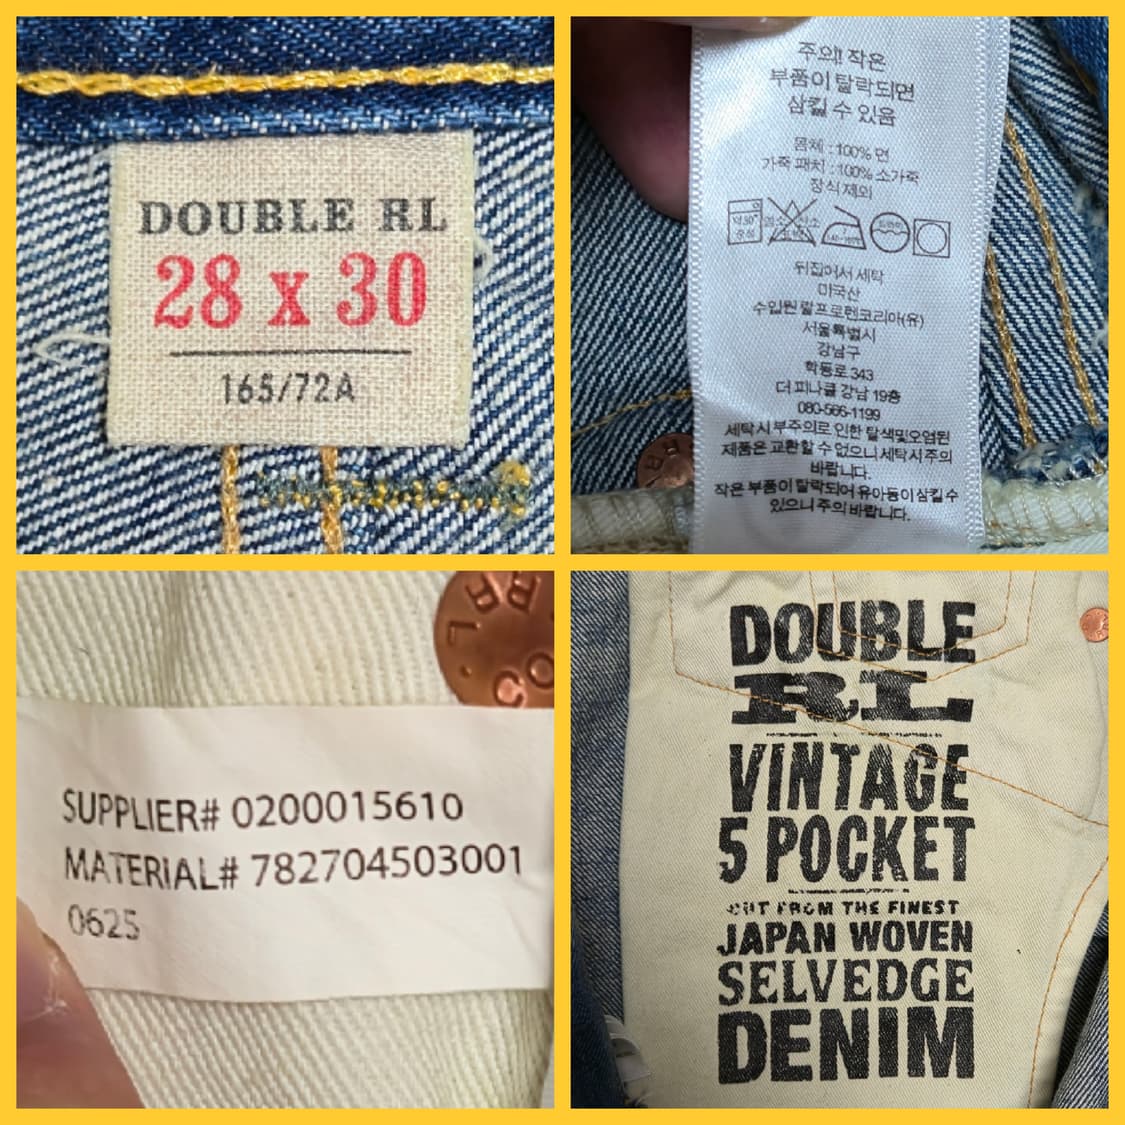 DOUBLE RL
28 x 30
165/72A
주의! 작은
부품이 탈락되면
삼킬 수 있음
몸체 : 100% 면
가죽 패치 : 100% 소가죽
장식 제외
뒤집어서 세탁
미국산
수입원 랄프로렌코리아(유)
서울특별시
강남구
학동로 343
더 피나클 강남 19층
080-566-1199
세탁시 부주의로 인한 탈색및오염된
제품은 교환할 수 없으니 세탁시주의
바랍니다.
작은 부품이 탈락되어 유아동이 삼킬 수
있으니 주의 바랍니다.
SUPPLIER# 0200015610
MATERIAL# 782704503001
0625
DOUBLE
RL
VINTAGE
5 POCKET
CUT FROM THE FINEST
JAPAN WOVEN
SELVEDGE
DENIM